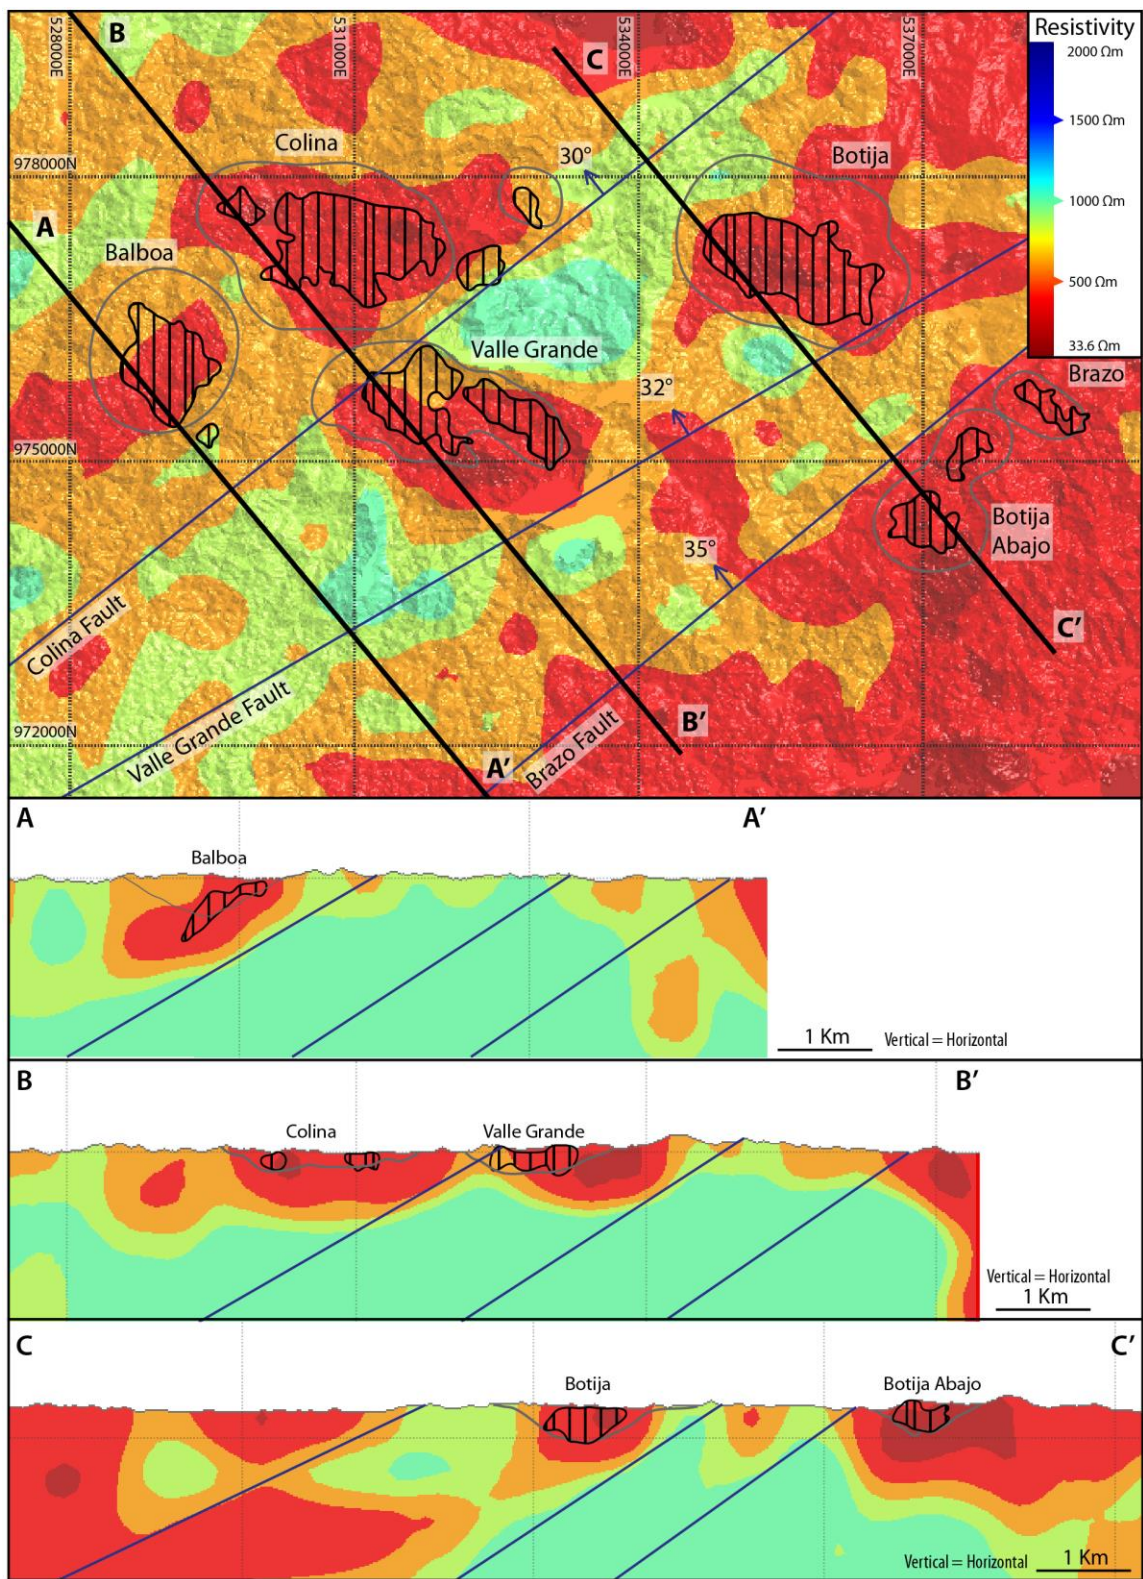 B
528000E
531000E
C
534000E
537000E
Resistivity
2000 Ωm
1500 Ωm
1000 Ωm
500 Ωm
33.6 Ωm
Colina
978000N
30°
Botija
A
Balboa
Valle Grande
Brazo
32°
975000N
Botija
Abajo
35°
Colina Fault
C'
Valle Grande Fault
B'
972000N
Brazo Fault
A'
A
A'
Balboa
1 Km
Vertical = Horizontal
B
B'
Colina
Valle Grande
Vertical = Horizontal
1 Km
C
C'
Botija
Botija Abajo
Vertical = Horizontal
1 Km